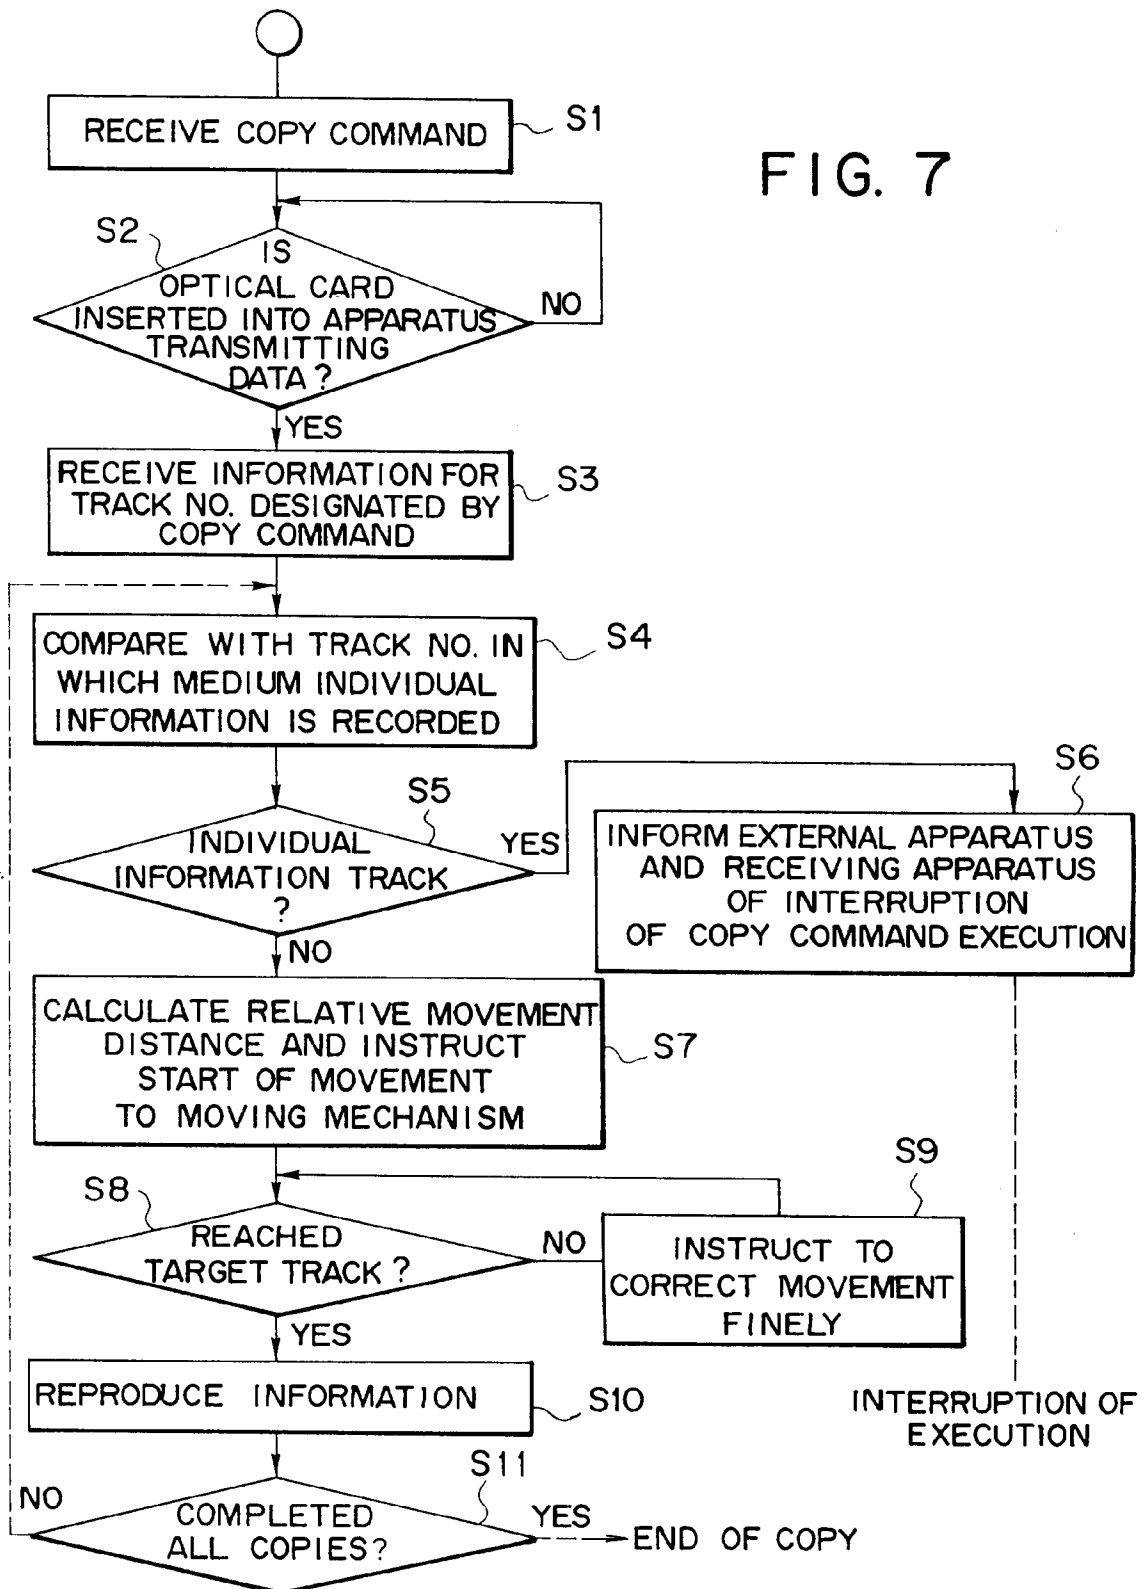 RECEIVE COPY COMMAND
S1
FIG. 7
S2
IS
OPTICAL CARD
INSERTED INTO APPARATUS
TRANSMITTING
DATA?
NO
YES
RECEIVE INFORMATION FOR
TRACK NO. DESIGNATED BY
COPY COMMAND
S3
COMPARE WITH TRACK NO. IN
WHICH MEDIUM INDIVIDUAL
INFORMATION IS RECORDED
S4
S5
INDIVIDUAL
INFORMATION TRACK
?
YES
NO
S6
INFORM EXTERNAL APPARATUS
AND RECEIVING APPARATUS
OF INTERRUPTION
OF COPY COMMAND EXECUTION
CALCULATE RELATIVE MOVEMENT
DISTANCE AND INSTRUCT
START OF MOVEMENT
TO MOVING MECHANISM
S7
S8
REACHED
TARGET TRACK?
NO
YES
S9
INSTRUCT TO
CORRECT MOVEMENT
FINELY
REPRODUCE INFORMATION
S10
INTERRUPTION OF
EXECUTION
S11
COMPLETED
ALL COPIES?
NO
YES
END OF COPY